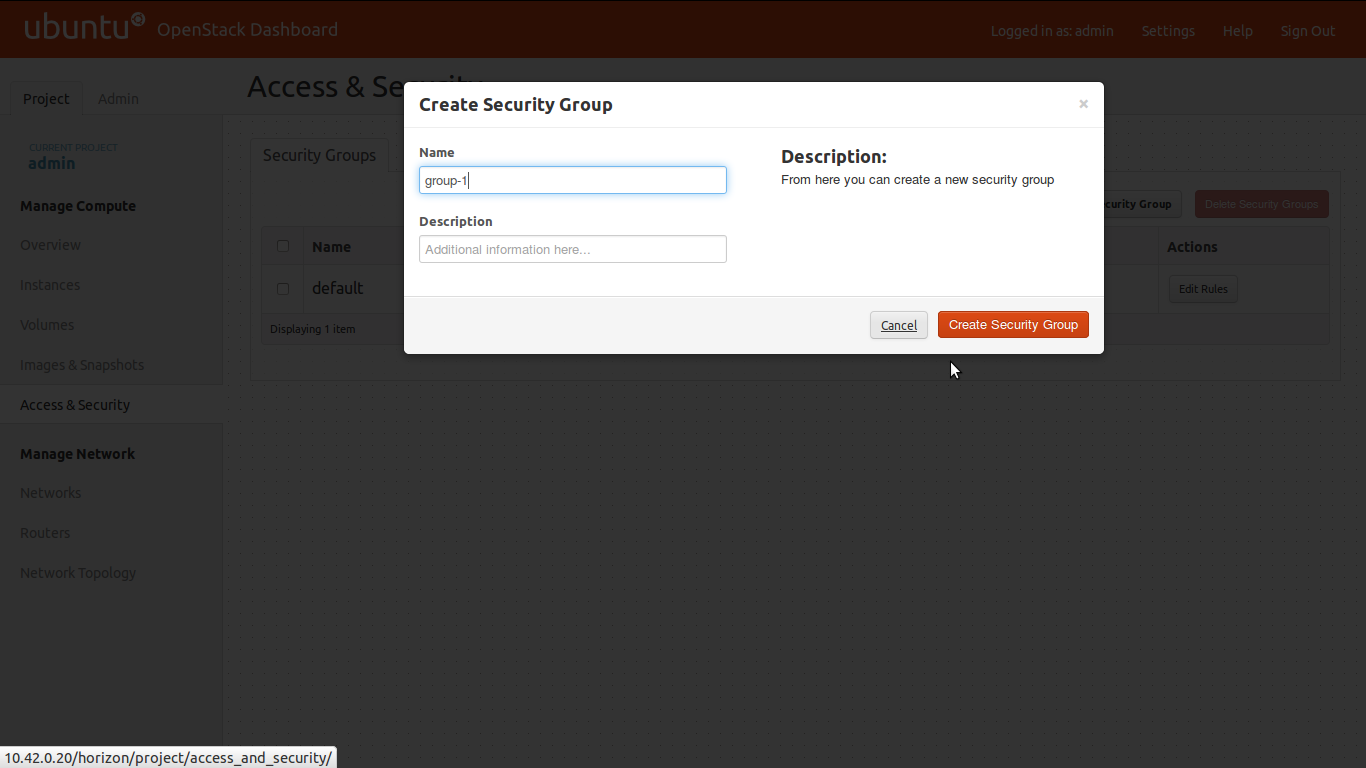 ubuntu OpenStack Dashboard
Logged in as: admin Settings Help Sign Out
Project Admin
Access & Security
CURRENT PROJECT
admin
Manage Compute
Overview
Instances
Volumes
Images & Snapshots
Access & Security
Manage Network
Networks
Routers
Network Topology
Security Groups
curity Group Delete Security Groups
Name Actions
default Edit Rules
Displaying 1 item
Create Security Group ×
Name
group-1
Description
Additional information here...
Description:
From here you can create a new security group
Cancel Create Security Group
10.42.0.20/horizon/project/access_and_security/